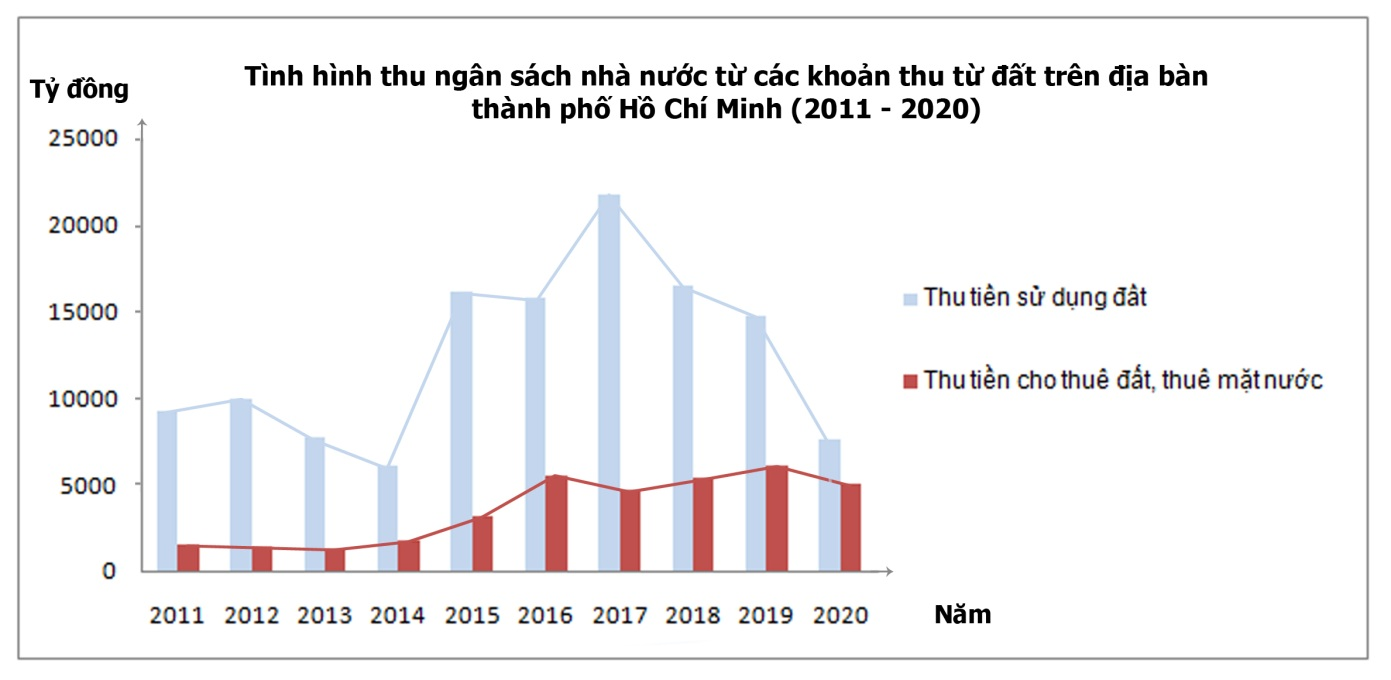 Tình hình thu ngân sách nhà nước từ các khoản thu từ đất trên địa bàn
thành phố Hồ Chí Minh (2011 - 2020)
Tỷ đồng
25000
20000
15000
10000
5000
0
2011 2012 2013 2014 2015 2016 2017 2018 2019 2020
Năm
Thu tiền sử dụng đất
Thu tiền cho thuê đất, thuê mặt nước